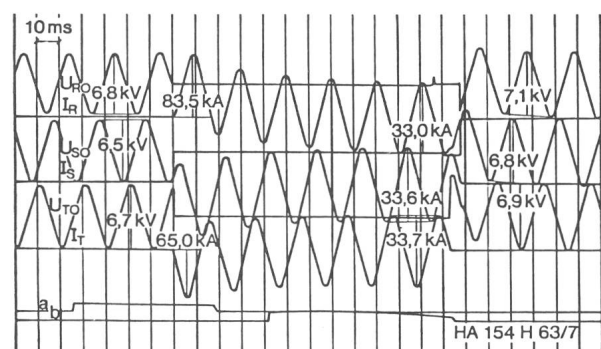 10 ms
U_RO
I_R
6,8 kV
83,5 kA
33,0 kA
7,1 kV
U_SO
I_S
6,5 kV
33,6 kA
6,8 kV
U_TO
I_T
6,7 kV
65,0 kA
33,7 kA
6,9 kV
a
b
HA 154 H 63/7